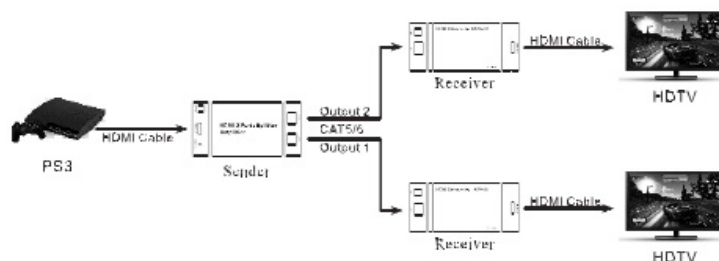 HDMI Cable
HDTV
Receiver
Output 2
CAT5/6
Output 1
HDMI Cable
PS3
Sender
HDMI Cable
Receiver
HDTV